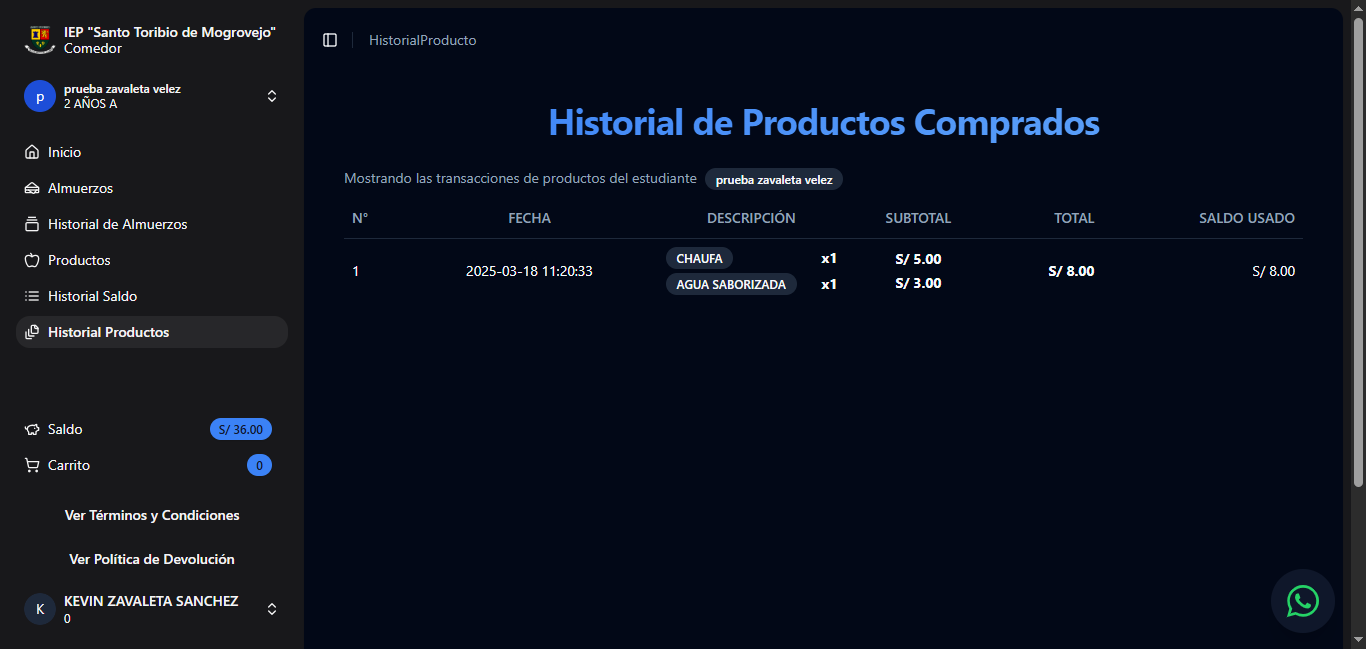 IEP "Santo Toribio de Mogrovejo"
Comedor
p
prueba zavaleta velez
2 AÑOS A
Inicio
Almuerzos
Historial de Almuerzos
Productos
Historial Saldo
Historial Productos
Saldo S/ 36.00
Carrito 0
Ver Términos y Condiciones
Ver Política de Devolución
K
KEVIN ZAVALETA SANCHEZ
0
HistorialProducto
Historial de Productos Comprados
Mostrando las transacciones de productos del estudiante prueba zavaleta velez
N° FECHA DESCRIPCIÓN SUBTOTAL TOTAL SALDO USADO
1 2025-03-18 11:20:33 CHAUFA x1 S/ 5.00 S/ 8.00 S/ 8.00
AGUA SABORIZADA x1 S/ 3.00